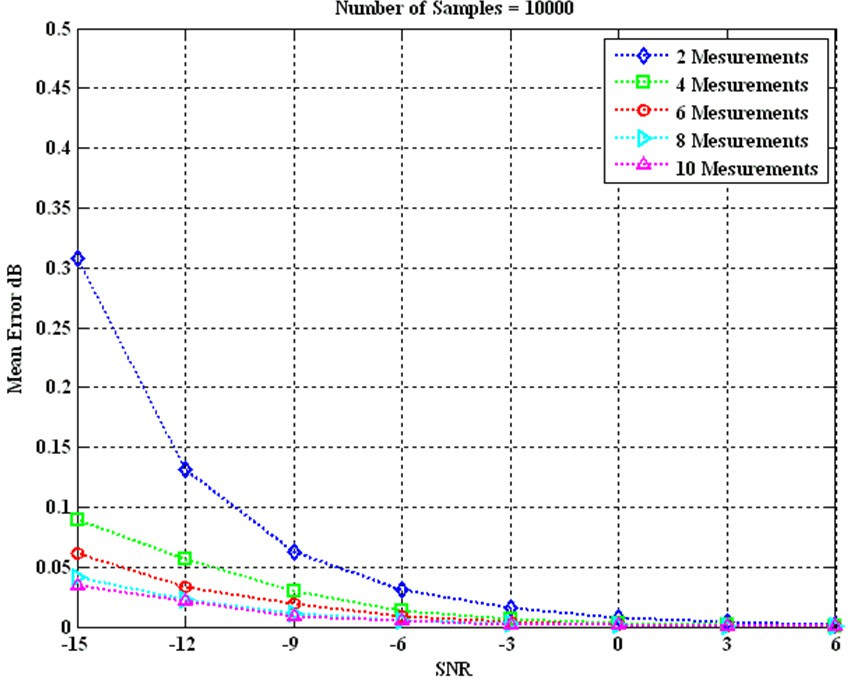 Number of Samples = 10000
0.5
0.45
0.4
0.35
0.3
0.25
0.2
0.15
0.1
0.05
0
Mean Error dB
2 Mesurements
4 Mesurements
6 Mesurements
8 Mesurements
10 Mesurements
-15 -12 -9 -6 -3 0 3 6
SNR